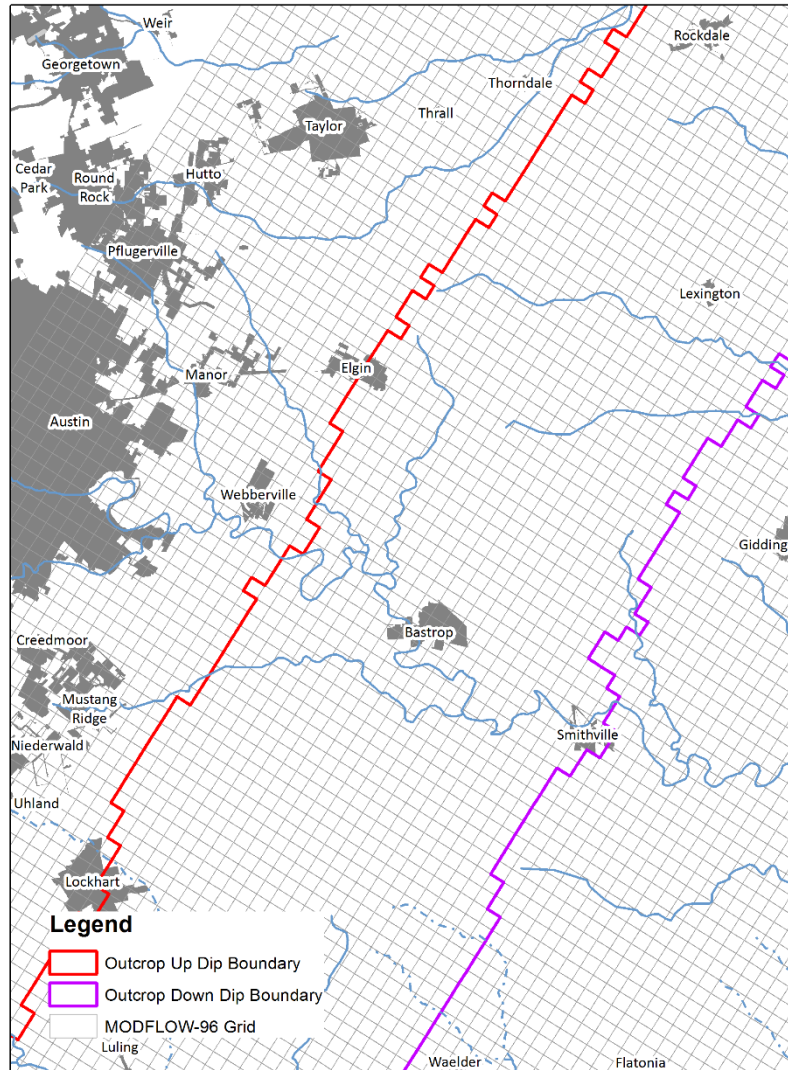 Weir
Rockdale
Georgetown
Thorndale
Thrall
Taylor
Cedar
Park
Round
Rock
Hutto
Pflugerville
Lexington
Manor
Elgin
Austin
Webberville
Gidding
Bastrop
Creedmoor
Mustang
Ridge
Niederwald
Smithville
Uhland
Lockhart
Legend
Outcrop Up Dip Boundary
Outcrop Down Dip Boundary
MODFLOW-96 Grid
Luling
Waelder
Flatonia